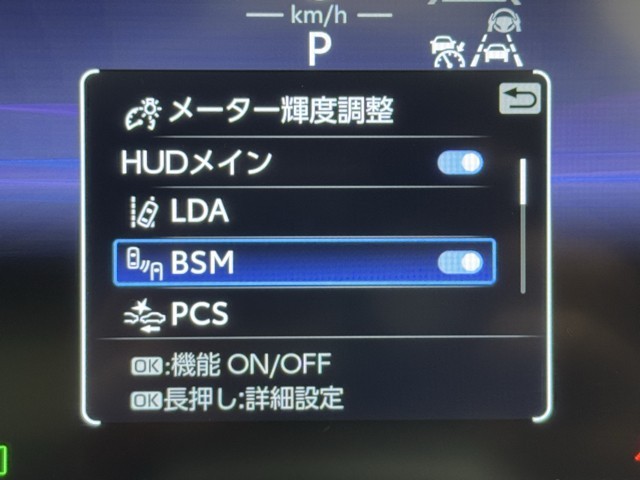 km/h
P
メーター輝度調整
HUDメイン
LDA
BSM
PCS
OK:機能 ON/OFF
OK長押し:詳細設定